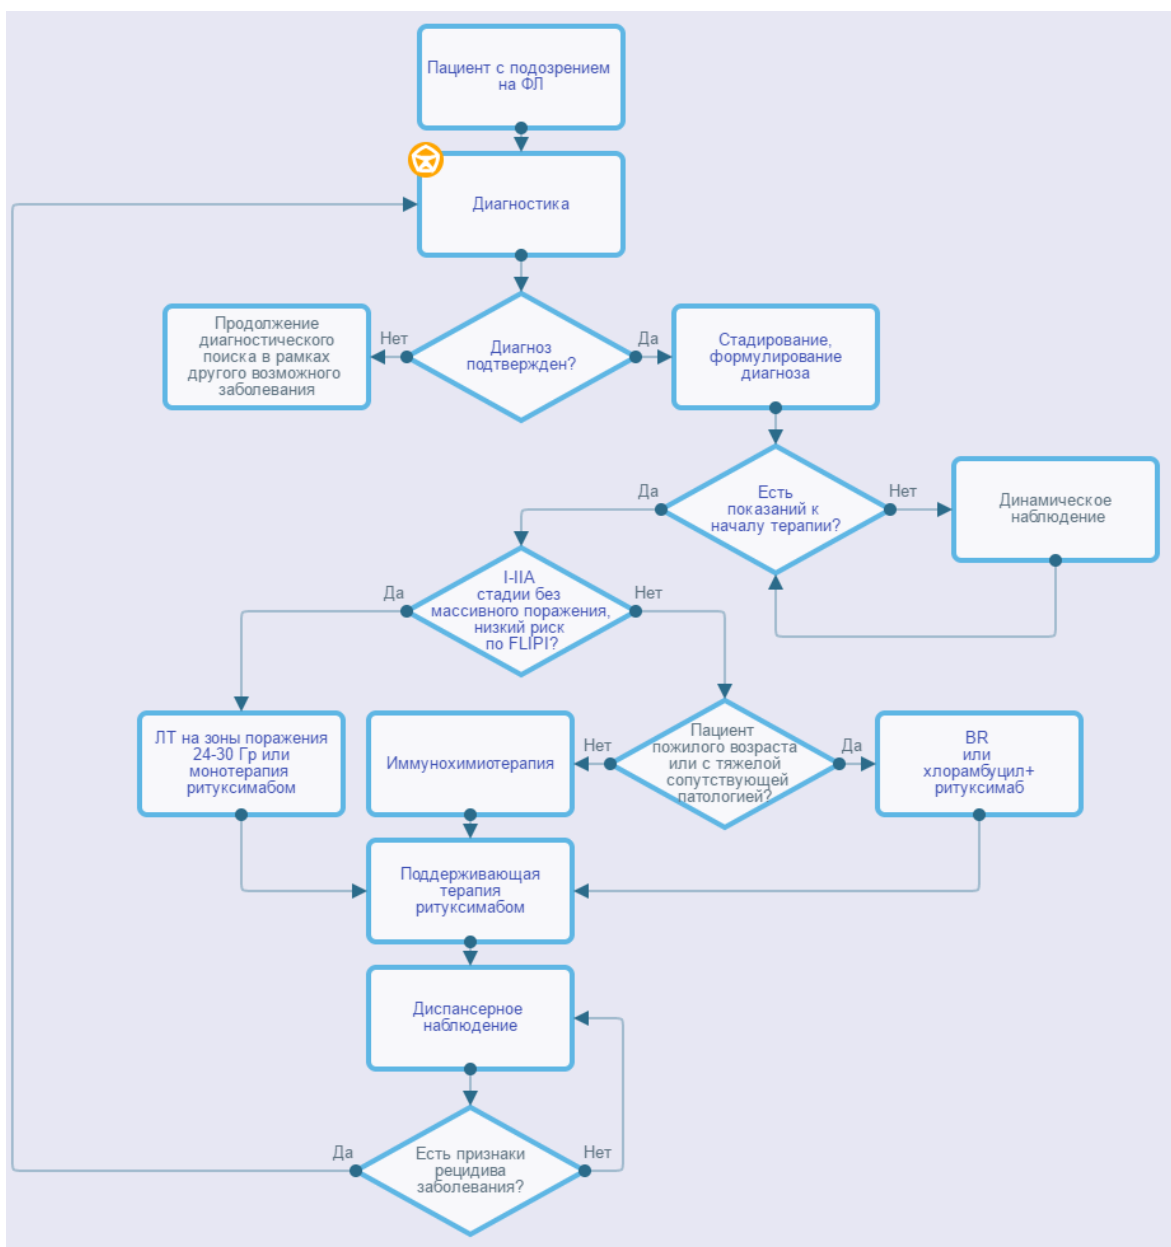 Пациент с подозрением
на ФЛ
Диагностика
Диагноз
подтвержден?
Нет
Да
Продолжение
диагностического
поиска в рамках
другого возможного
заболевания
Стадирование,
формулирование
диагноза
Есть
показаний к
началу терапии?
Да
Нет
Динамическое
наблюдение
I-IIA
стадии без
массивного поражения,
низкий риск
по FLIPI?
Да
Нет
ЛТ на зоны поражения
24-30 Гр или
монотерапия
ритуксимабом
Иммунохимиотерапия
Нет
Пациент
пожилого возраста
или с тяжелой
сопутствующей
патологией?
Да
BR
или
хлорамбуцил+
ритуксимаб
Поддерживающая
терапия
ритуксимабом
Диспансерное
наблюдение
Да
Есть признаки
рецидива
заболевания?
Нет